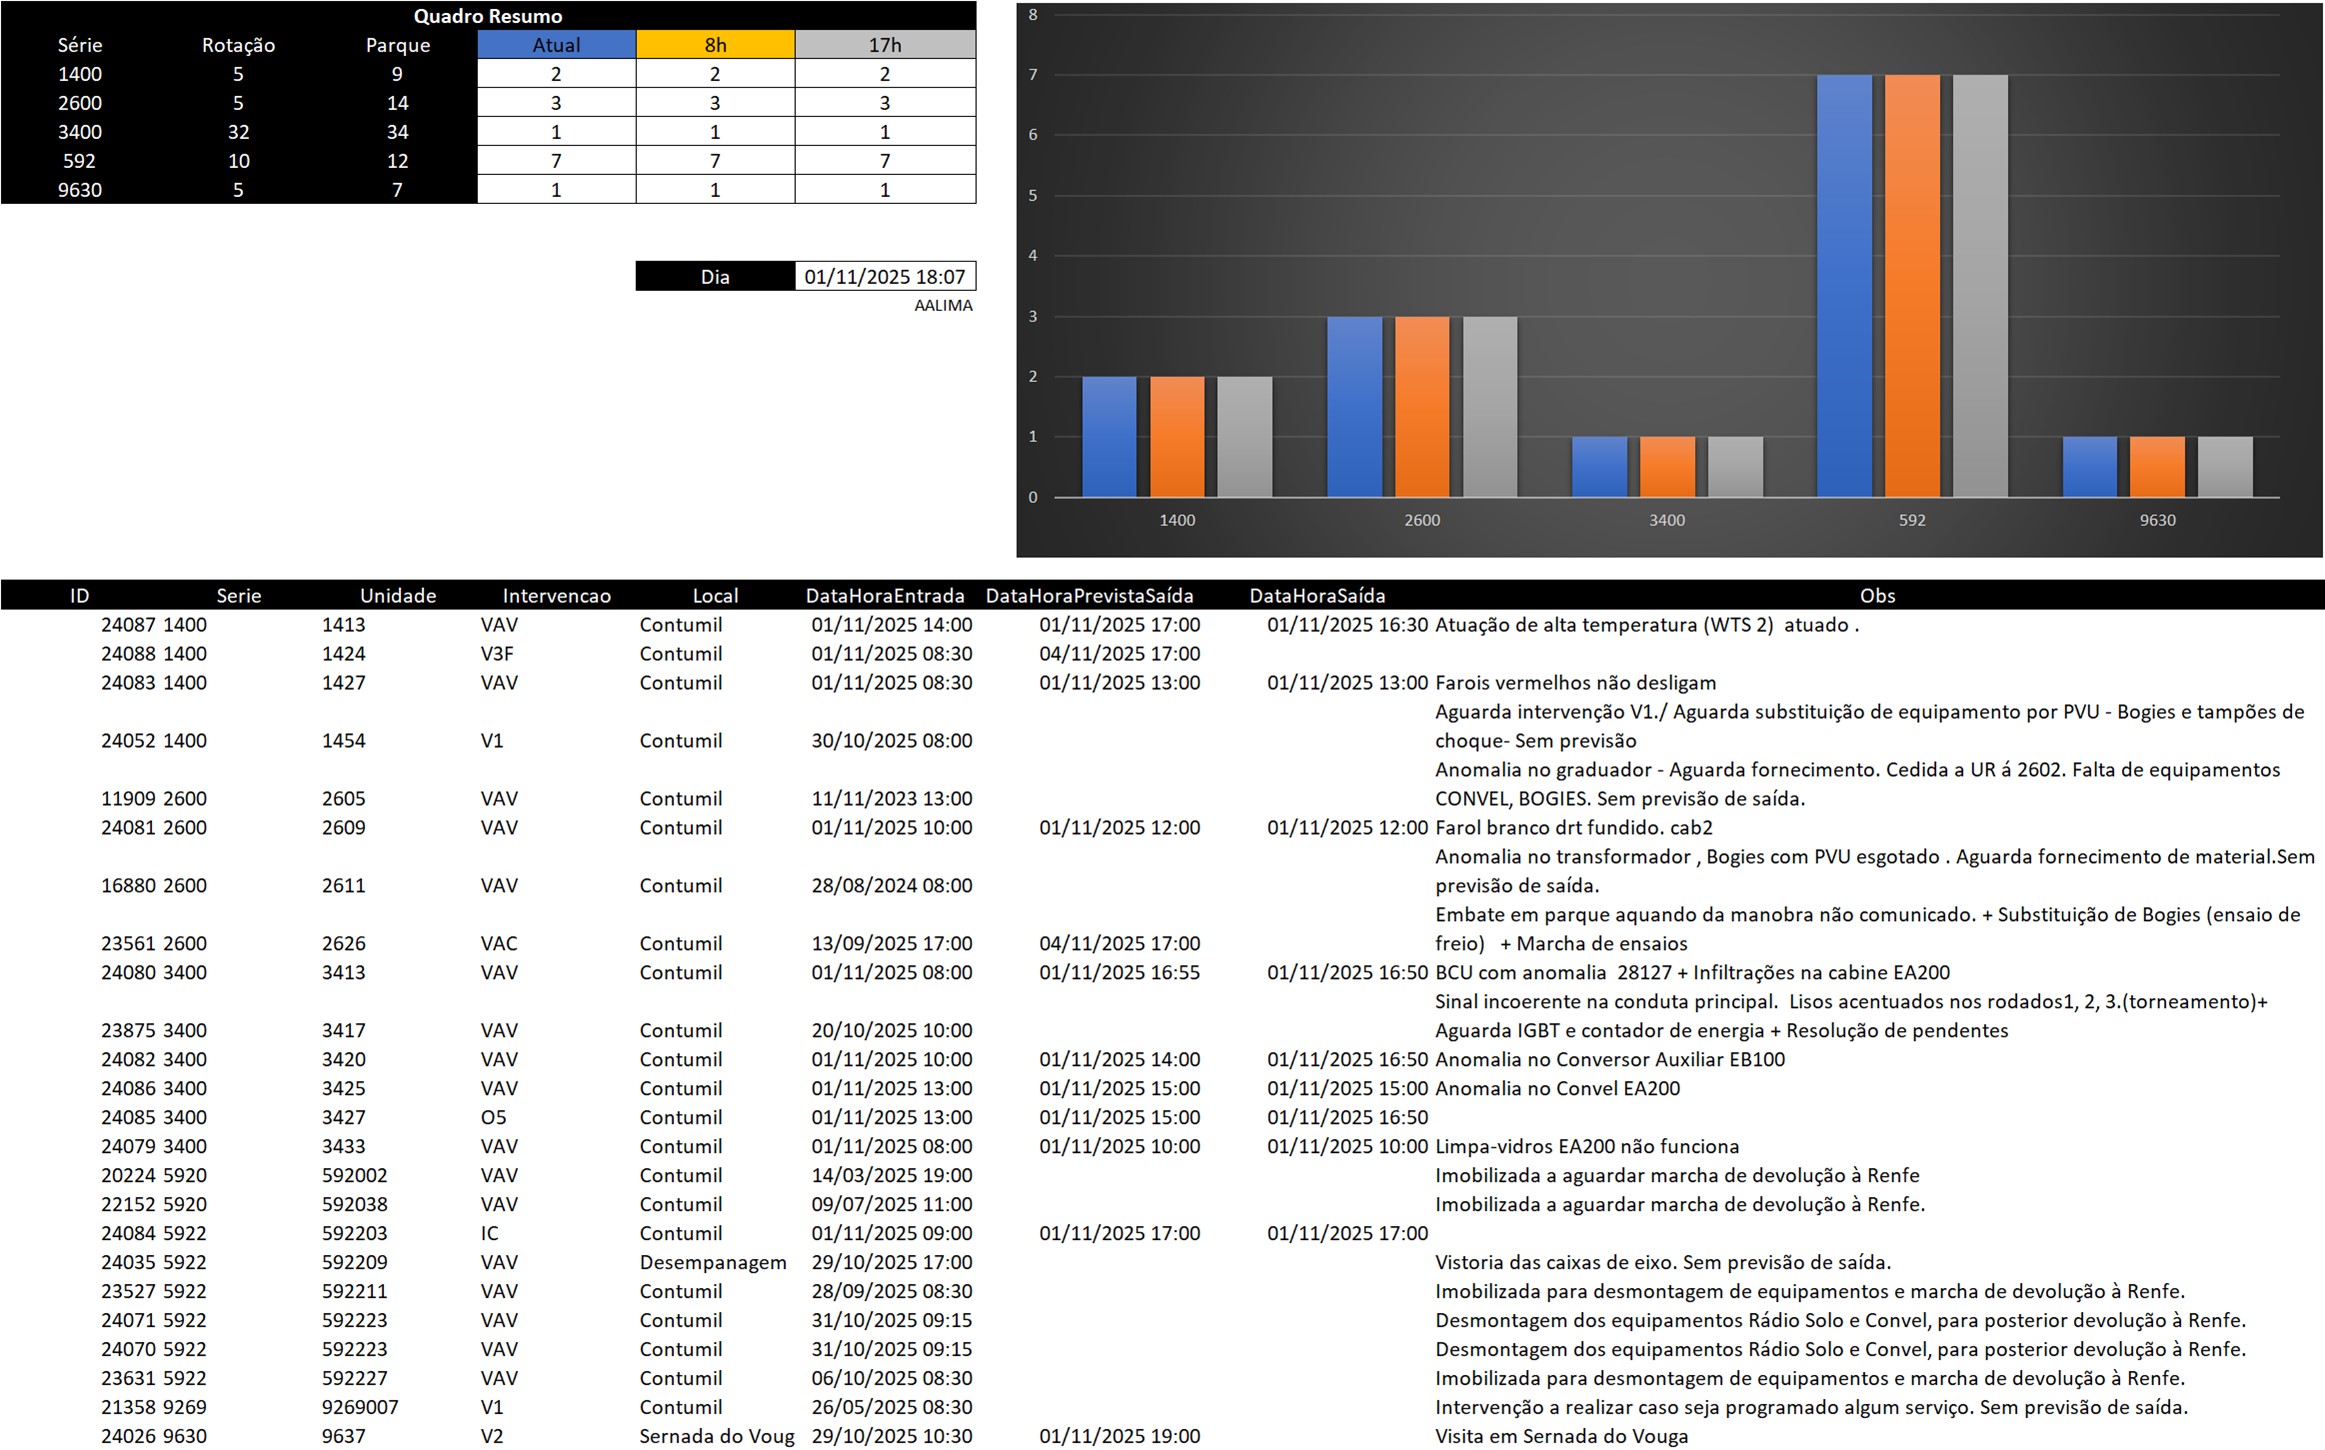 Quadro Resumo
Série Rotação Parque Atual 8h 17h
1400 5 9 2 2 2
2600 5 14 3 3 3
3400 32 34 1 1 1
592 10 12 7 7 7
9630 5 7 1 1 1
Dia 01/11/2025 18:07
AALIMA
8
7
6
5
4
3
2
1
0
1400 2600 3400 592 9630
ID Serie Unidade Intervencao Local DataHoraEntrada DataHoraPrevistaSaída DataHoraSaída Obs
24087 1400 1413 VAV Contumil 01/11/2025 14:00 01/11/2025 17:00 01/11/2025 16:30 Atuação de alta temperatura (WTS 2)  atuado .
24088 1400 1424 V3F Contumil 01/11/2025 08:30 04/11/2025 17:00
24083 1400 1427 VAV Contumil 01/11/2025 08:30 01/11/2025 13:00 01/11/2025 13:00 Farois vermelhos não desligam
Aguarda intervenção V1./ Aguarda substituição de equipamento por PVU - Bogies e tampões de
24052 1400 1454 V1 Contumil 30/10/2025 08:00 choque- Sem previsão
Anomalia no graduador - Aguarda fornecimento. Cedida a UR á 2602. Falta de equipamentos
11909 2600 2605 VAV Contumil 11/11/2023 13:00 CONVEL, BOGIES. Sem previsão de saída.
24081 2600 2609 VAV Contumil 01/11/2025 10:00 01/11/2025 12:00 01/11/2025 12:00 Farol branco drt fundido. cab2
Anomalia no transformador , Bogies com PVU esgotado . Aguarda fornecimento de material.Sem
16880 2600 2611 VAV Contumil 28/08/2024 08:00 previsão de saída.
Embate em parque aquando da manobra não comunicado. + Substituição de Bogies (ensaio de
23561 2600 2626 VAC Contumil 13/09/2025 17:00 04/11/2025 17:00 freio)   + Marcha de ensaios
24080 3400 3413 VAV Contumil 01/11/2025 08:00 01/11/2025 16:55 01/11/2025 16:50 BCU com anomalia  28127 + Infiltrações na cabine EA200
Sinal incoerente na conduta principal.  Lisos acentuados nos rodados1, 2, 3.(torneamento)+
23875 3400 3417 VAV Contumil 20/10/2025 10:00 Aguarda IGBT e contador de energia + Resolução de pendentes
24082 3400 3420 VAV Contumil 01/11/2025 10:00 01/11/2025 14:00 01/11/2025 16:50 Anomalia no Conversor Auxiliar EB100
24086 3400 3425 VAV Contumil 01/11/2025 13:00 01/11/2025 15:00 01/11/2025 15:00 Anomalia no Convel EA200
24085 3400 3427 O5 Contumil 01/11/2025 13:00 01/11/2025 15:00 01/11/2025 16:50
24079 3400 3433 VAV Contumil 01/11/2025 08:00 01/11/2025 10:00 01/11/2025 10:00 Limpa-vidros EA200 não funciona
20224 5920 592002 VAV Contumil 14/03/2025 19:00 Imobilizada a aguardar marcha de devolução à Renfe
22152 5920 592038 VAV Contumil 09/07/2025 11:00 Imobilizada a aguardar marcha de devolução à Renfe.
24084 5922 592203 IC Contumil 01/11/2025 09:00 01/11/2025 17:00 01/11/2025 17:00
24035 5922 592209 VAV Desempanagem 29/10/2025 17:00 Vistoria das caixas de eixo. Sem previsão de saída.
23527 5922 592211 VAV Contumil 28/09/2025 08:30 Imobilizada para desmontagem de equipamentos e marcha de devolução à Renfe.
24071 5922 592223 VAV Contumil 31/10/2025 09:15 Desmontagem dos equipamentos Rádio Solo e Convel, para posterior devolução à Renfe.
24070 5922 592223 VAV Contumil 31/10/2025 09:15 Desmontagem dos equipamentos Rádio Solo e Convel, para posterior devolução à Renfe.
23631 5922 592227 VAV Contumil 06/10/2025 08:30 Imobilizada para desmontagem de equipamentos e marcha de devolução à Renfe.
21358 9269 9269007 V1 Contumil 26/05/2025 08:30 Intervenção a realizar caso seja programado algum serviço. Sem previsão de saída.
24026 9630 9637 V2 Sernada do Voug 29/10/2025 10:30 01/11/2025 19:00 Visita em Sernada do Vouga